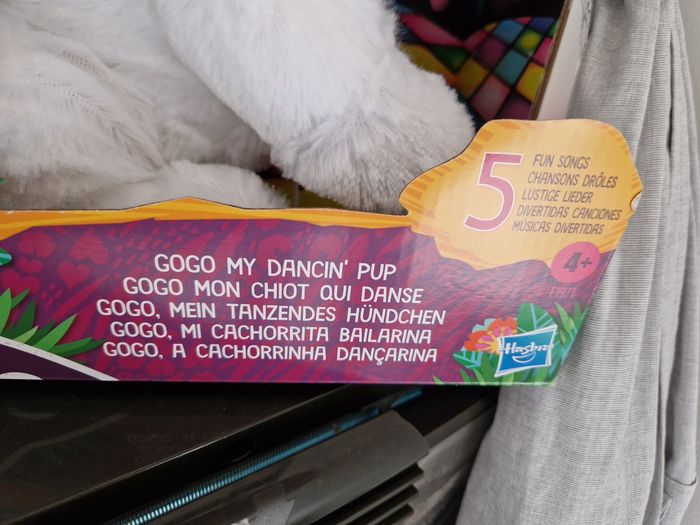 5
FUN SONGS
CHANSONS DRÔLES
LUSTIGE LIEDER
DIVERTIDAS CANCIONES
MÚSICAS DIVERTIDAS
4+
F1971
GOGO MY DANCIN' PUP
GOGO MON CHIOT QUI DANSE
GOGO, MEIN TANZENDES HÜNDCHEN
GOGO, MI CACHORRITA BAILARINA
GOGO, A CACHORRINHA DANÇARINA
Hasbro